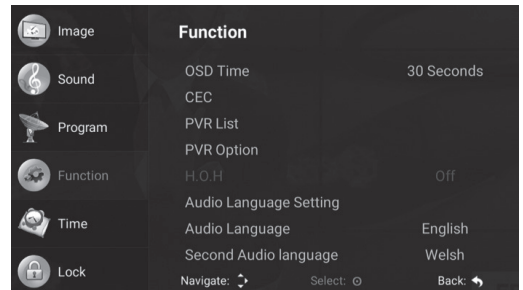 Image
Sound
Program
Function
Time
Lock
Function
OSD Time 30 Seconds
CEC
PVR List
PVR Option
H.O.H Off
Audio Language Setting
Audio Language English
Second Audio language Welsh
Navigate: Select: Back: